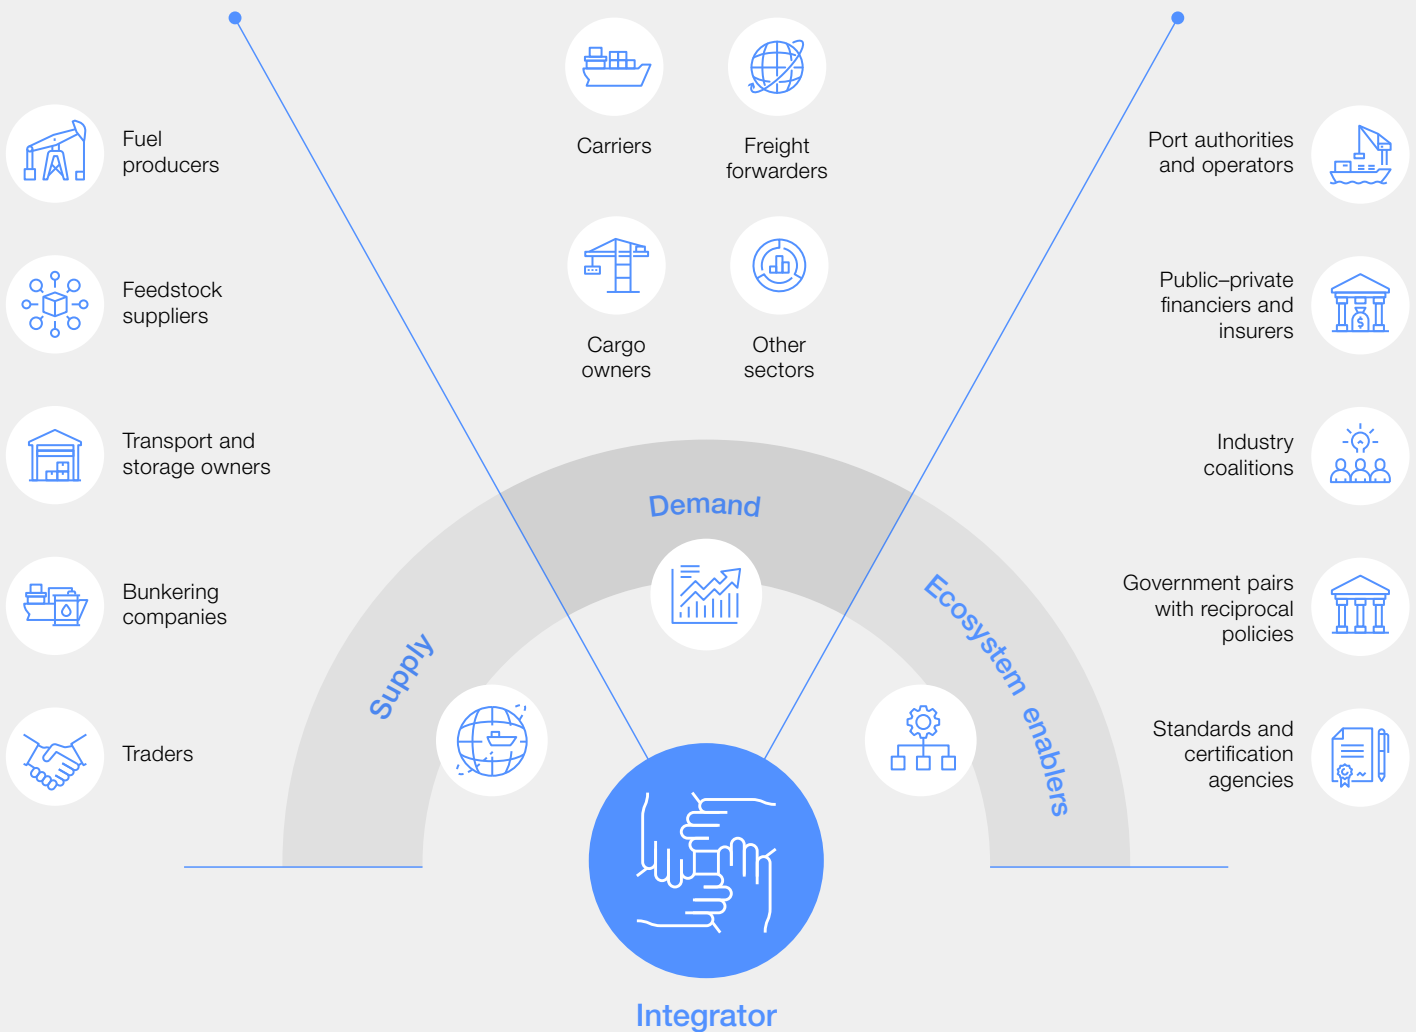 Fuel
producers
Feedstock
suppliers
Transport and
storage owners
Bunkering
companies
Traders
Carriers
Freight
forwarders
Cargo
owners
Other
sectors
Port authorities
and operators
Public–private
financiers and
insurers
Industry
coalitions
Government pairs
with reciprocal
policies
Standards and
certification
agencies
Supply
Demand
Ecosystem enablers
$
Integrator